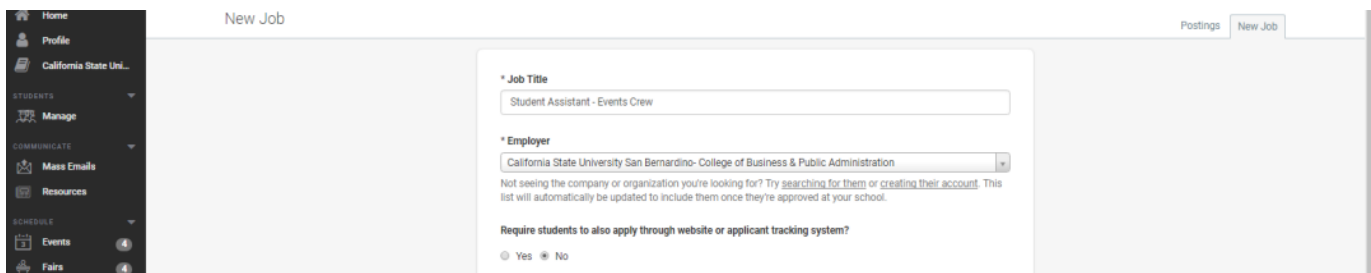 Home
Profile
California State Uni...
STUDENTS
Manage
COMMUNICATE
Mass Emails
Resources
SCHEDULE
Events 4
Fairs 4
New Job
Postings New Job
* Job Title
Student Assistant - Events Crew
* Employer
California State University San Bernardino- College of Business & Public Administration
Not seeing the company or organization you're looking for? Try searching for them or creating their account. This
list will automatically be updated to include them once they're approved at your school.
Require students to also apply through website or applicant tracking system?
Yes No